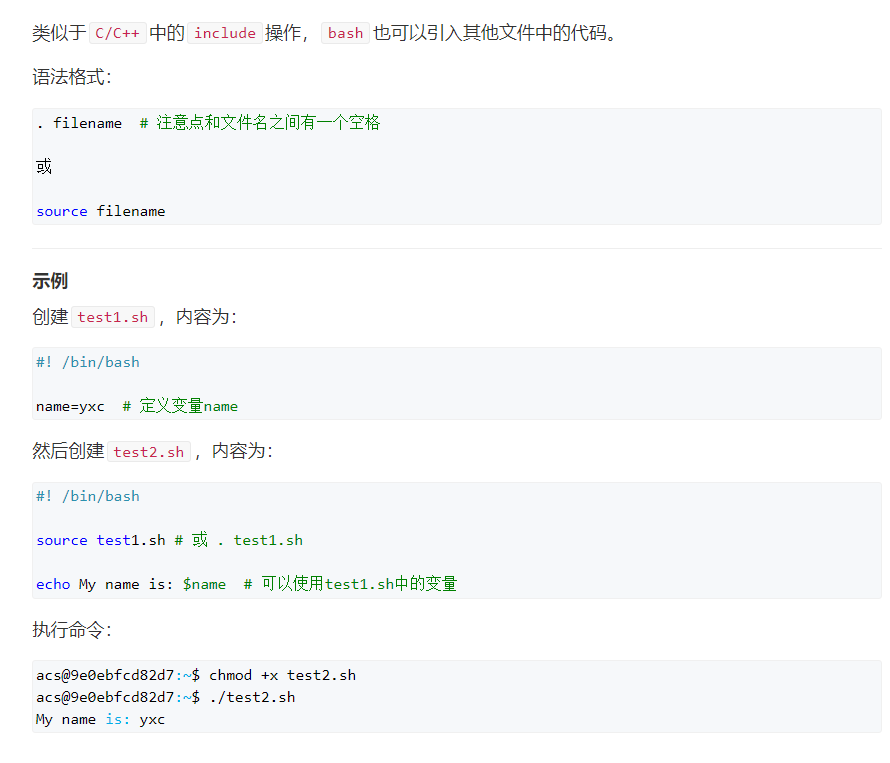 类似于 C/C++ 中的 include 操作， bash 也可以引入其他文件中的代码。
语法格式：
. filename  # 注意点和文件名之间有一个空格
或
source filename
示例
创建 test1.sh ，内容为：
#! /bin/bash
name=yxc  # 定义变量name
然后创建 test2.sh ，内容为：
#! /bin/bash
source test1.sh # 或 . test1.sh
echo My name is: $name  # 可以使用test1.sh中的变量
执行命令：
acs@9e0ebfcd82d7:~$ chmod +x test2.sh
acs@9e0ebfcd82d7:~$ ./test2.sh
My name is: yxc